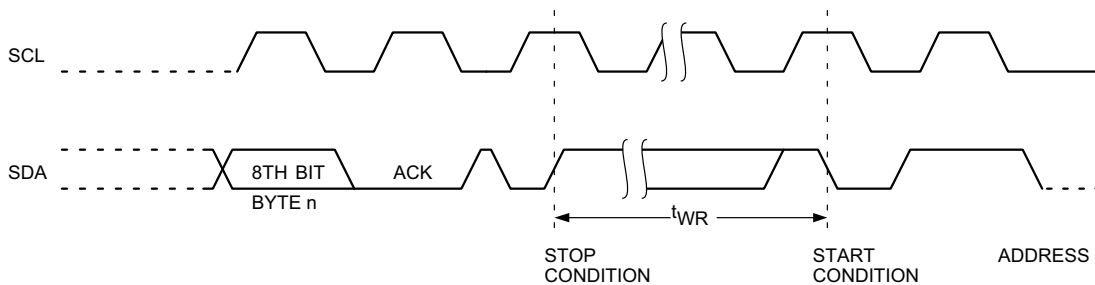 SCL
SDA
8TH BIT
ACK
BYTE n
tWR
STOP
CONDITION
START
CONDITION
ADDRESS